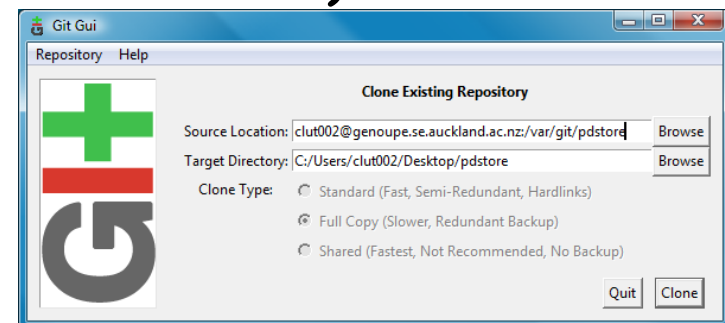 Git Gui
Repository Help
GIT
Clone Existing Repository
Source Location: clut002@genoupe.se.auckland.ac.nz:/var/git/pdstore Browse
Target Directory: C:/Users/clut002/Desktop/pdstore Browse
Clone Type: Standard (Fast, Semi-Redundant, Hardlinks)
Full Copy (Slower, Redundant Backup)
Shared (Fastest, Not Recommended, No Backup)
Quit Clone